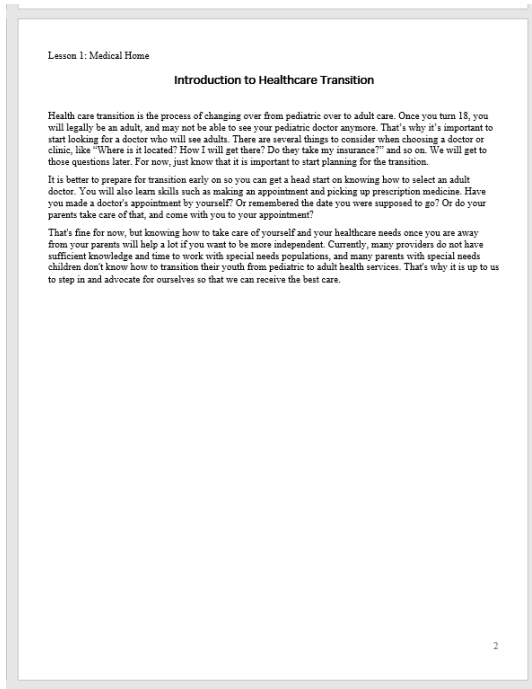 Lesson 1: Medical Home
Introduction to Healthcare Transition
Health care transition is the process of changing over from pediatric over to adult care. Once you turn 18, you
will legally be an adult, and may not be able to see your pediatric doctor anymore. That's why it's important to
start looking for a doctor who will see adults. There are several things to consider when choosing a doctor or
clinic, like “Where is it located? How I will get there? Do they take my insurance?” and so on. We will get to
those questions later. For now, just know that it is important to start planning for the transition.
It is better to prepare for transition early on so you can get a head start on knowing how to select an adult
doctor. You will also learn skills such as making an appointment and picking up prescription medicine. Have
you made a doctor's appointment by yourself? Or remembered the date you were supposed to go? Or do your
parents take care of that, and come with you to your appointment?
That's fine for now, but knowing how to take care of yourself and your healthcare needs once you are away
from your parents will help a lot if you want to be more independent. Currently, many providers do not have
sufficient knowledge and time to work with special needs populations, and many parents with special needs
children don't know how to transition their youth from pediatric to adult health services. That's why it is up to us
to step in and advocate for ourselves so that we can receive the best care.
2